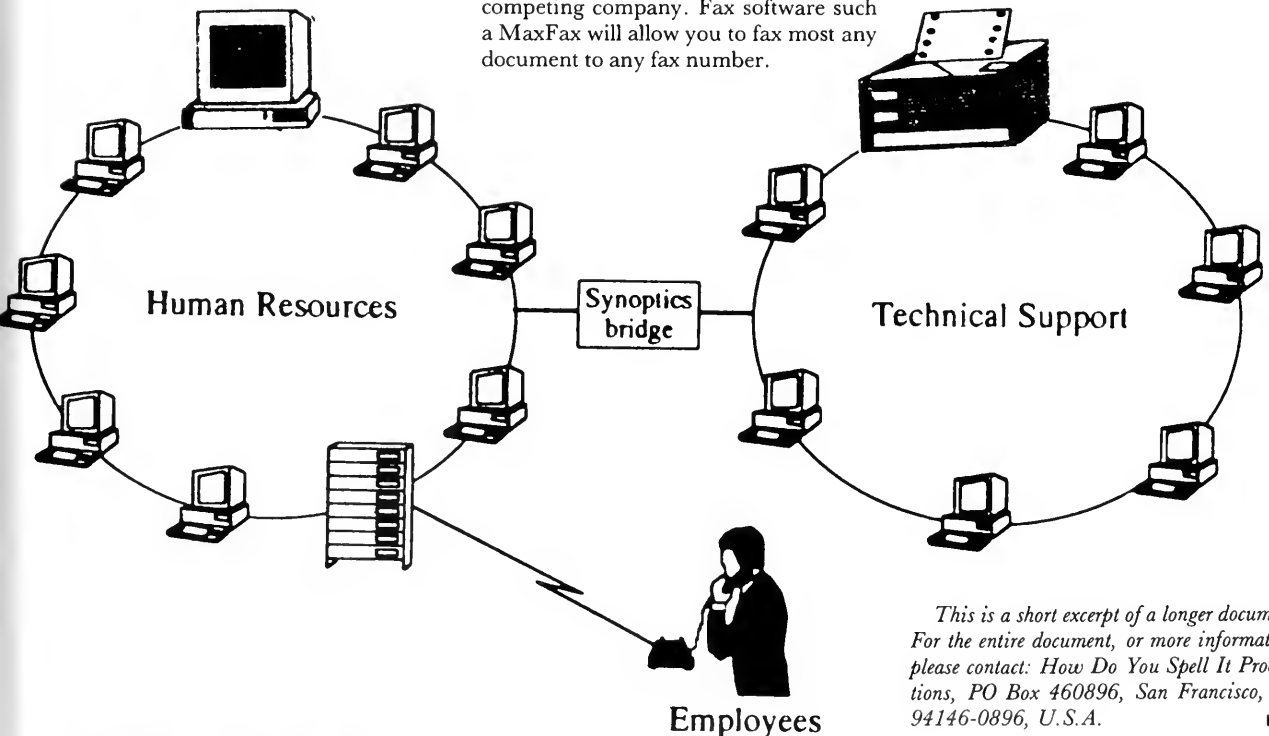 competing company. Fax software such
a MaxFax will allow you to fax most any
document to any fax number.
Human Resources
Synoptics
bridge
Technical Support
Employees
This is a short excerpt of a longer docum
For the entire document, or more informat
please contact: How Do You Spell It Prod
tions, PO Box 460896, San Francisco,
94146-0896, U.S.A.